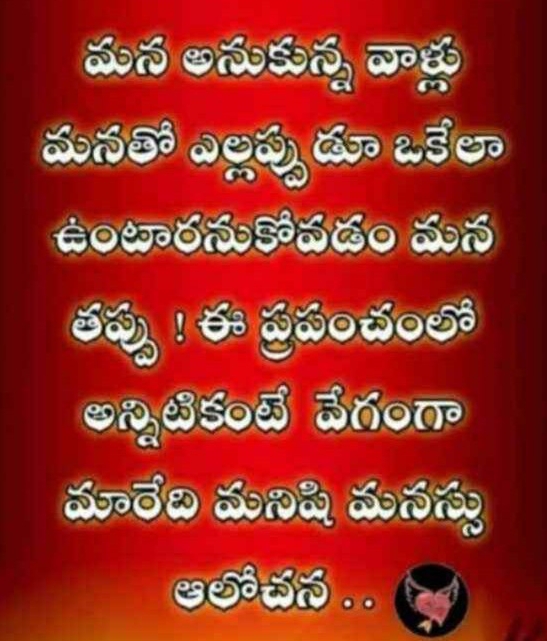 మన అనుకున్న వాళ్లు
మనతో ఎల్లప్పుడూ ఒకేలా
ఉంటారనుకోవడం మన
తప్పు ! ఈ ప్రపంచంలో
అన్నిటికంటే వేగంగా
మారేది మనిషి మనస్సు
ఆలోచన . .